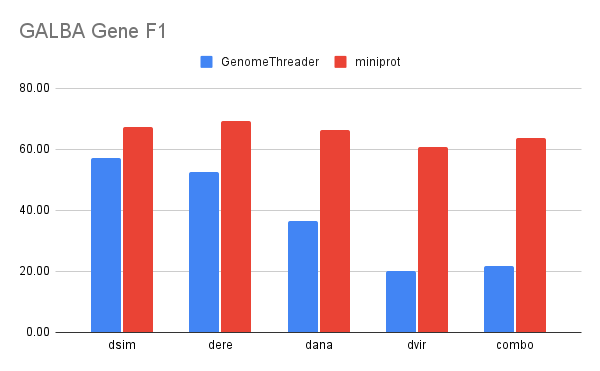 GALBA Gene F1
GenomeThreader miniprot
80.00
60.00
40.00
20.00
0.00
dsim dere dana dvir combo